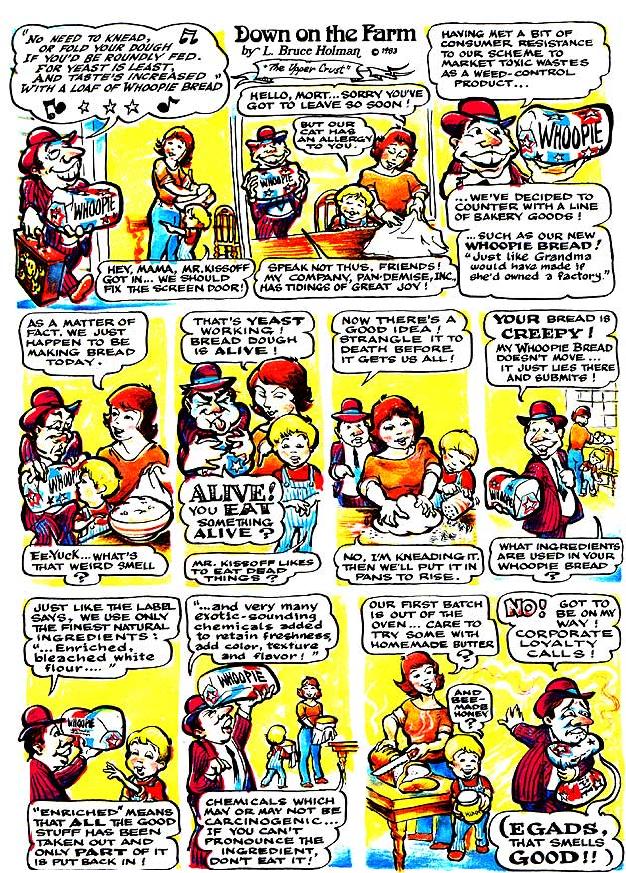 Down on the Farm
by L. Bruce Holman © 1983
"The Upper Crust"
"NO NEED TO KNEAD,
OR FOLD YOUR DOUGH
IF YOU'D BE ROUNDLY FED.
FOR YEAST IS LEAST,
AND TASTE'S INCREASED
WITH A LOAF OF WHOOPIE BREAD"
WHOOPIE
HEY, MAMA, MR. KISSOFF
GOT IN... WE SHOULD
FIX THE SCREEN DOOR!
HELLO, MORT... SORRY YOU'VE
GOT TO LEAVE SO SOON!
BUT OUR
CAT HAS
AN ALLERGY
TO YOU!
WHOOPIE
SPEAK NOT THUS, FRIENDS!
MY COMPANY, PAN·DEMISE, INC.,
HAS TIDINGS OF GREAT JOY!
HAVING MET A BIT OF
CONSUMER RESISTANCE
TO OUR SCHEME TO
MARKET TOXIC WASTES
AS A WEED-CONTROL
PRODUCT...
WHOOPIE
...WE'VE DECIDED TO
COUNTER WITH A LINE
OF BAKERY GOODS!
...SUCH AS OUR NEW
WHOOPIE BREAD!
"Just like Grandma
would have made if
she'd owned a factory."
AS A MATTER OF
FACT, WE JUST
HAPPEN TO BE
MAKING BREAD
TODAY.
WHOOPIE
EE-YUCK... WHAT'S
THAT WEIRD SMELL
?
THAT'S YEAST
WORKING!
BREAD DOUGH
IS ALIVE!
ALIVE!
YOU EAT
SOMETHING
ALIVE?
MR. KISSOFF LIKES
TO EAT DEAD
THINGS?
NOW THERE'S A
GOOD IDEA!
STRANGLE IT TO
DEATH BEFORE
IT GETS US ALL!
NO, I'M KNEADING IT.
THEN WE'LL PUT IT IN
PANS TO RISE.
YOUR BREAD IS
CREEPY!
MY WHOOPIE BREAD
DOESN'T MOVE...
IT JUST LIES THERE
AND SUBMITS!
WHAT INGREDIENTS
ARE USED IN YOUR
WHOOPIE BREAD
?
JUST LIKE THE LABEL
SAYS, WE USE ONLY
THE FINEST NATURAL
INGREDIENTS:
"...Enriched,
bleached white
flour...."
WHOOPIE
"ENRICHED" MEANS
THAT ALL THE GOOD
STUFF HAS BEEN
TAKEN OUT AND
ONLY PART OF IT
IS PUT BACK IN!!
"...and very many
exotic-sounding
chemicals added
to retain freshness,
add color, texture
and flavor!"
WHOOPIE
CHEMICALS WHICH
MAY OR MAY NOT BE
CARCINOGENIC...
IF YOU CAN'T
PRONOUNCE THE
INGREDIENT,
DON'T EAT IT!
OUR FIRST BATCH
IS OUT OF THE
OVEN... CARE TO
TRY SOME WITH
HOMEMADE BUTTER
?
AND
BEE-
MADE
HONEY
?
NO! GOT TO
BE ON MY
WAY!
CORPORATE
LOYALTY
CALLS!
(EGADS,
THAT SMELLS
GOOD!!)